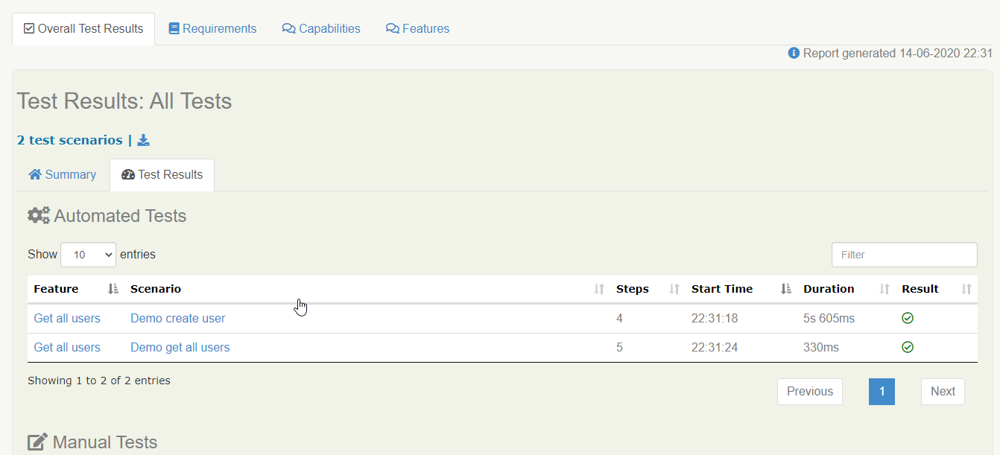 Overall Test Results Requirements Capabilities Features
Report generated 14-06-2020 22:31
Test Results: All Tests
2 test scenarios |
Summary Test Results
Automated Tests
Show 10 entries Filter
Feature Scenario Steps Start Time Duration Result
Get all users Demo create user 4 22:31:18 5s 605ms
Get all users Demo get all users 5 22:31:24 330ms
Showing 1 to 2 of 2 entries
Previous 1 Next
Manual Tests